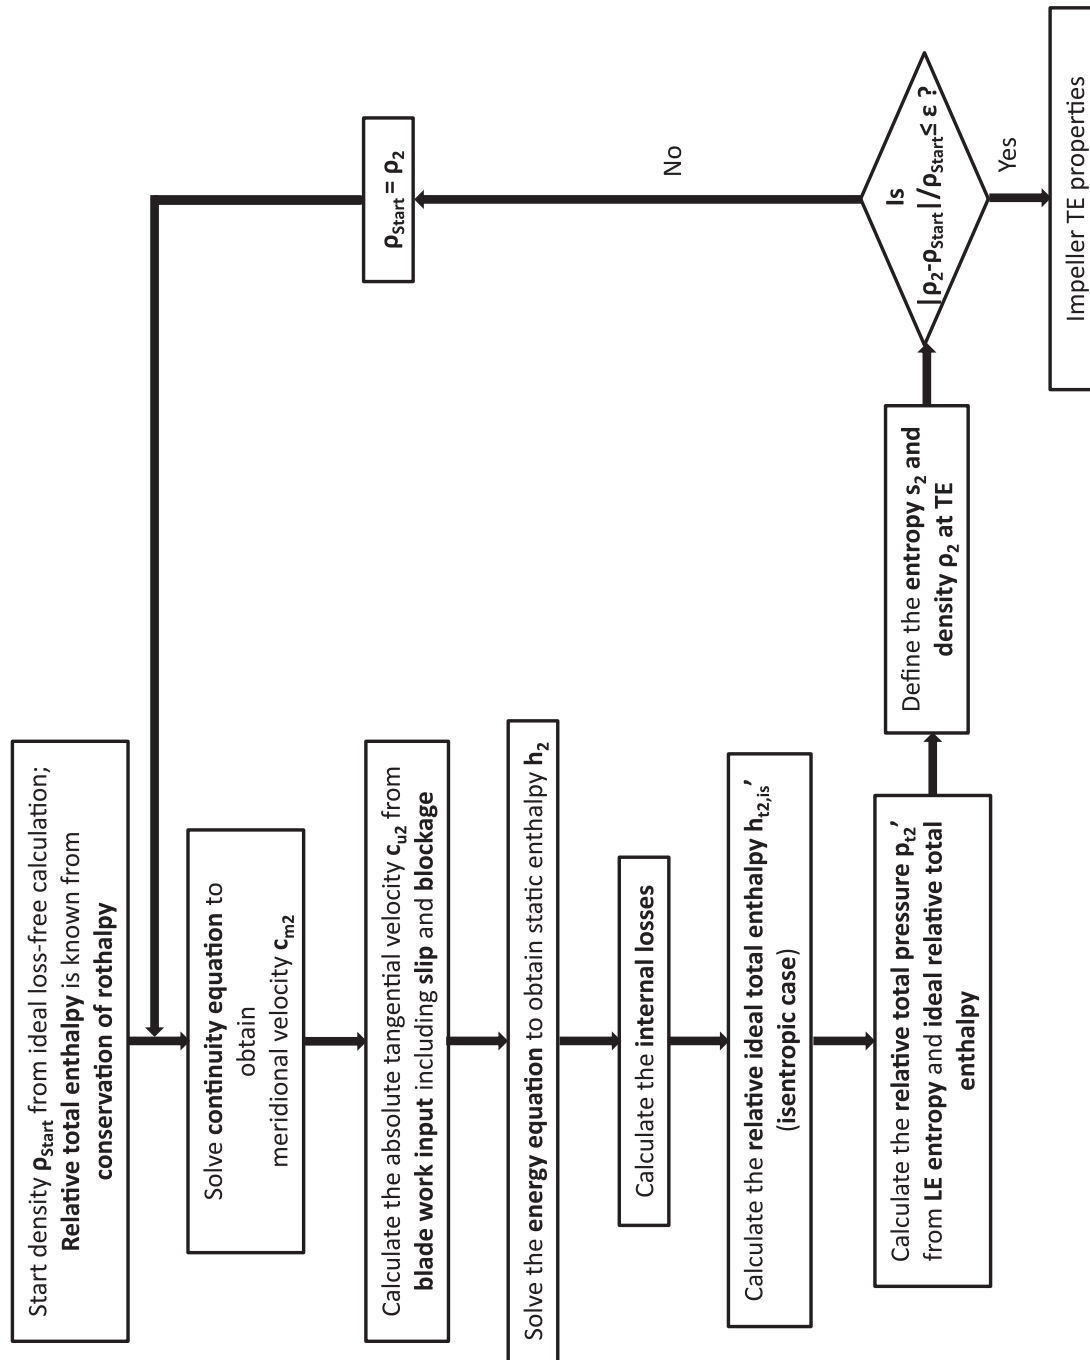 Start density ρStart from ideal loss-free calculation;
Relative total enthalpy is known from
conservation of rothalpy
Solve continuity equation to
obtain
meridional velocity cm2
Calculate the absolute tangential velocity cu2 from
blade work input including slip and blockage
Solve the energy equation to obtain static enthalpy h2
Calculate the internal losses
Calculate the relative ideal total enthalpy ht2,is'
(isentropic case)
Calculate the relative total pressure pt2'
from LE entropy and ideal relative total
enthalpy
Define the entropy s2 and
density ρ2 at TE
Is
|ρ2-ρStart|/ρStart≤ ε ?
No
ρStart = ρ2
Yes
Impeller TE properties